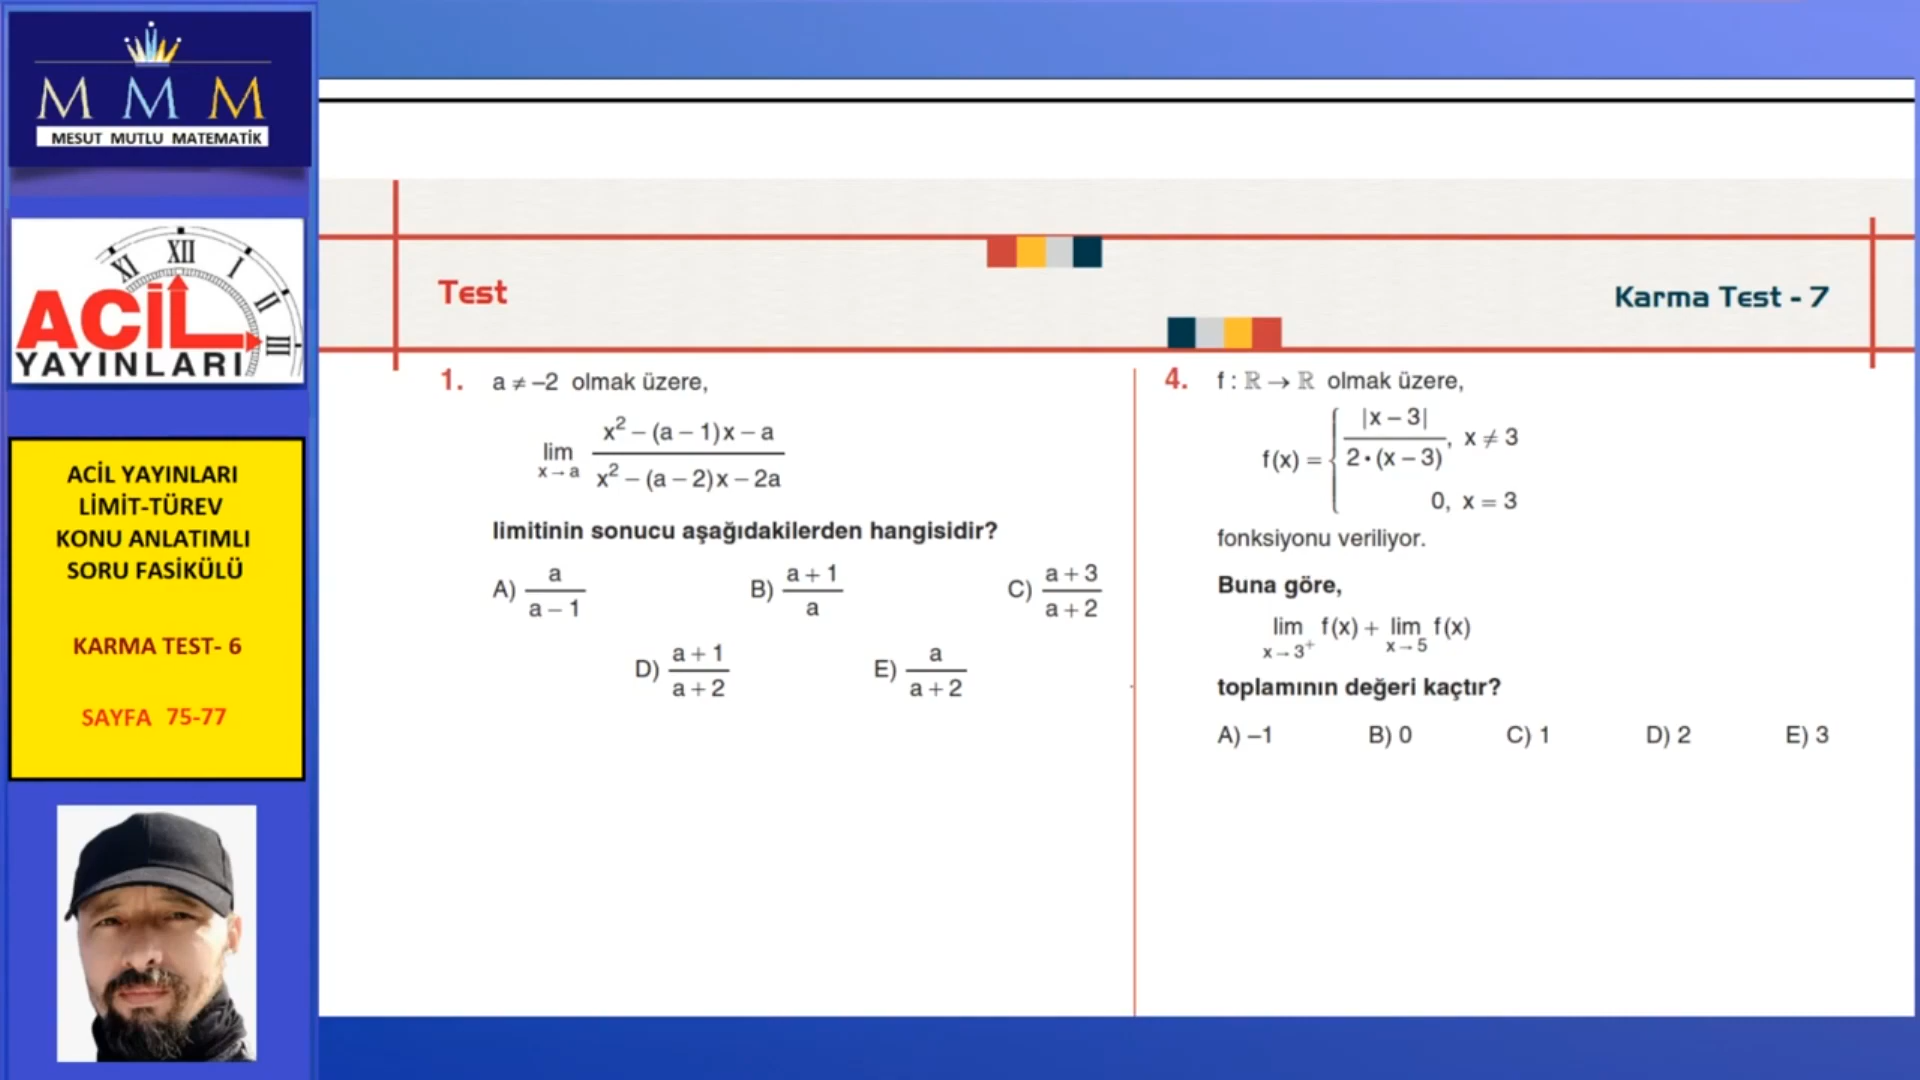 M M M
MESUT MUTLU MATEMATİK
XI XII I II III
ACİL
YAYINLARI
ACİL YAYINLARI
LİMİT-TÜREV
KONU ANLATIMLI
SORU FASİKÜLÜ
KARMA TEST- 6
SAYFA 75-77
Test
Karma Test - 7
1. a ≠ –2 olmak üzere,
lim x→a (x² – (a – 1)x – a) / (x² – (a – 2)x – 2a)
limitinin sonucu aşağıdakilerden hangisidir?
A) a / (a – 1) B) (a + 1) / a C) (a + 3) / (a + 2)
D) (a + 1) / (a + 2) E) a / (a + 2)
4. f : ℝ → ℝ olmak üzere,
f(x) = { |x – 3| / (2 • (x – 3)), x ≠ 3
0, x = 3
fonksiyonu veriliyor.
Buna göre,
lim x→3⁺ f(x) + lim x→5 f(x)
toplamının değeri kaçtır?
A) –1 B) 0 C) 1 D) 2 E) 3